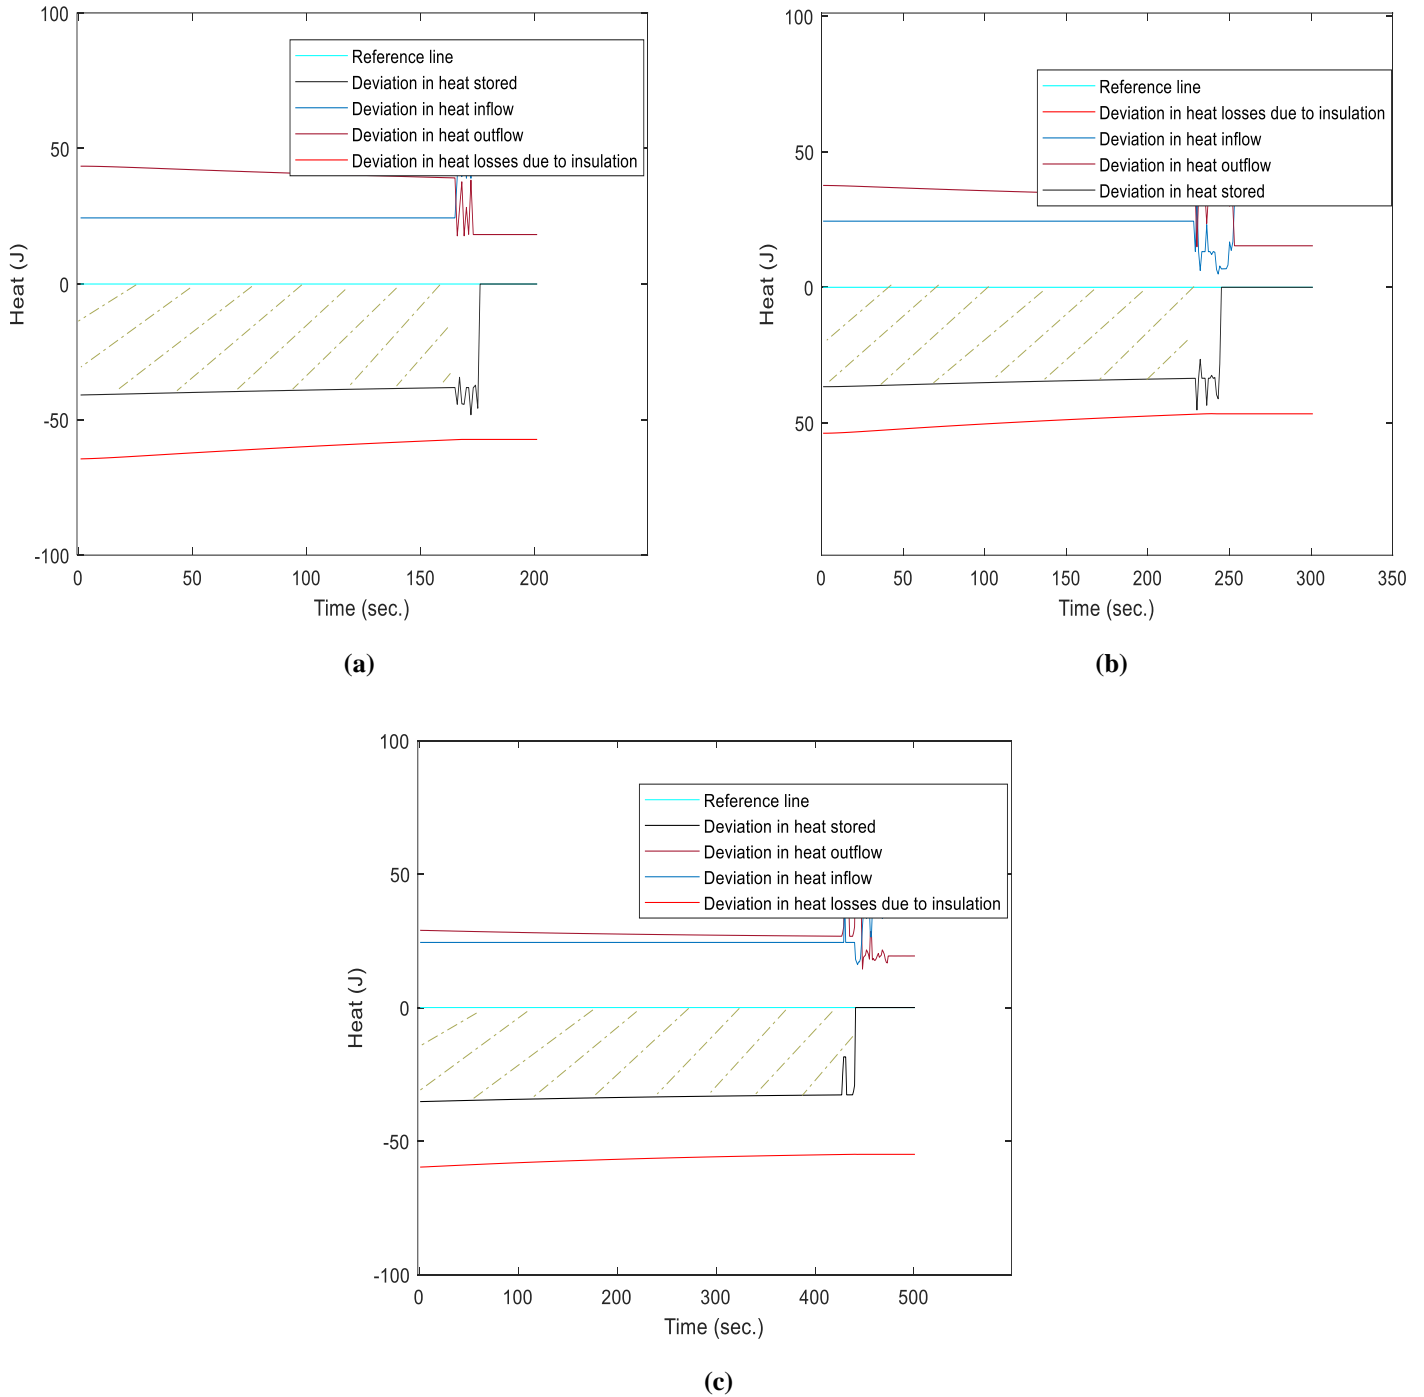 100
50
0
-50
-100
0
50
100
150
200
Heat (J)
Time (sec.)
Reference line
Deviation in heat stored
Deviation in heat inflow
Deviation in heat outflow
Deviation in heat losses due to insulation
(a)
100
50
0
50
0
50
100
150
200
250
300
350
Heat (J)
Time (sec.)
Reference line
Deviation in heat losses due to insulation
Deviation in heat inflow
Deviation in heat outflow
Deviation in heat stored
(b)
100
50
0
-50
-100
0
100
200
300
400
500
Heat (J)
Time (sec.)
Reference line
Deviation in heat stored
Deviation in heat outflow
Deviation in heat inflow
Deviation in heat losses due to insulation
(c)